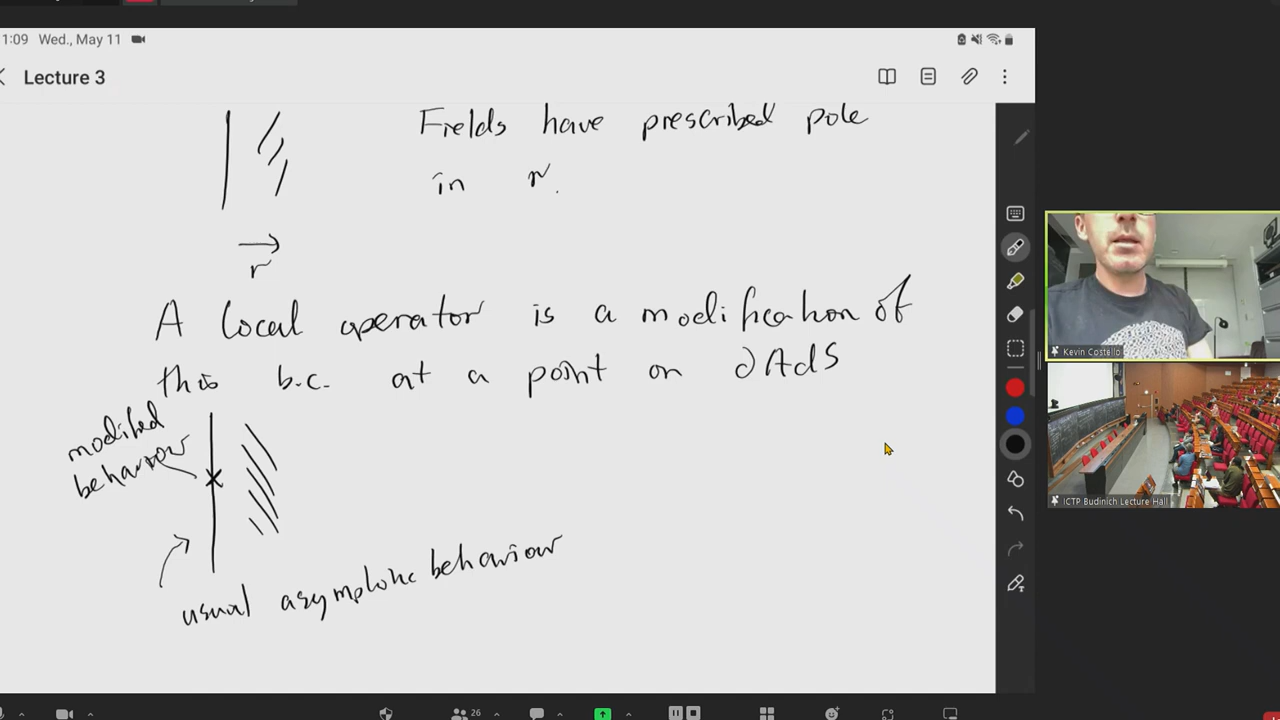 1:09 Wed., May 11
Lecture 3
Fields have prescribed pole
in r.
r
A local operator is a modification of
this b.c. at a point on ∂AdS
modified
behaviour
usual asymptotic behaviour
Kevin Costello
ICTP Budinich Lecture Hall
26